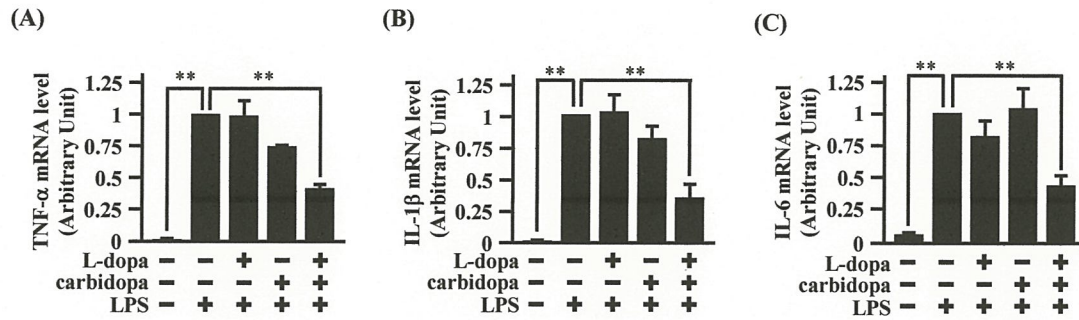 (A)
TNF-α mRNA level
(Arbitrary Unit)
1.25
1
0.75
0.5
0.25
0
** **
L-dopa − − + − +
carbidopa − − − + +
LPS − + + + +
(B)
IL-1β mRNA level
(Arbitrary Unit)
1.25
1
0.75
0.5
0.25
0
** **
L-dopa − − + − +
carbidopa − − − + +
LPS − + + + +
(C)
IL-6 mRNA level
(Arbitrary Unit)
1.25
1
0.75
0.5
0.25
0
** **
L-dopa − − + − +
carbidopa − − − + +
LPS − + + + +